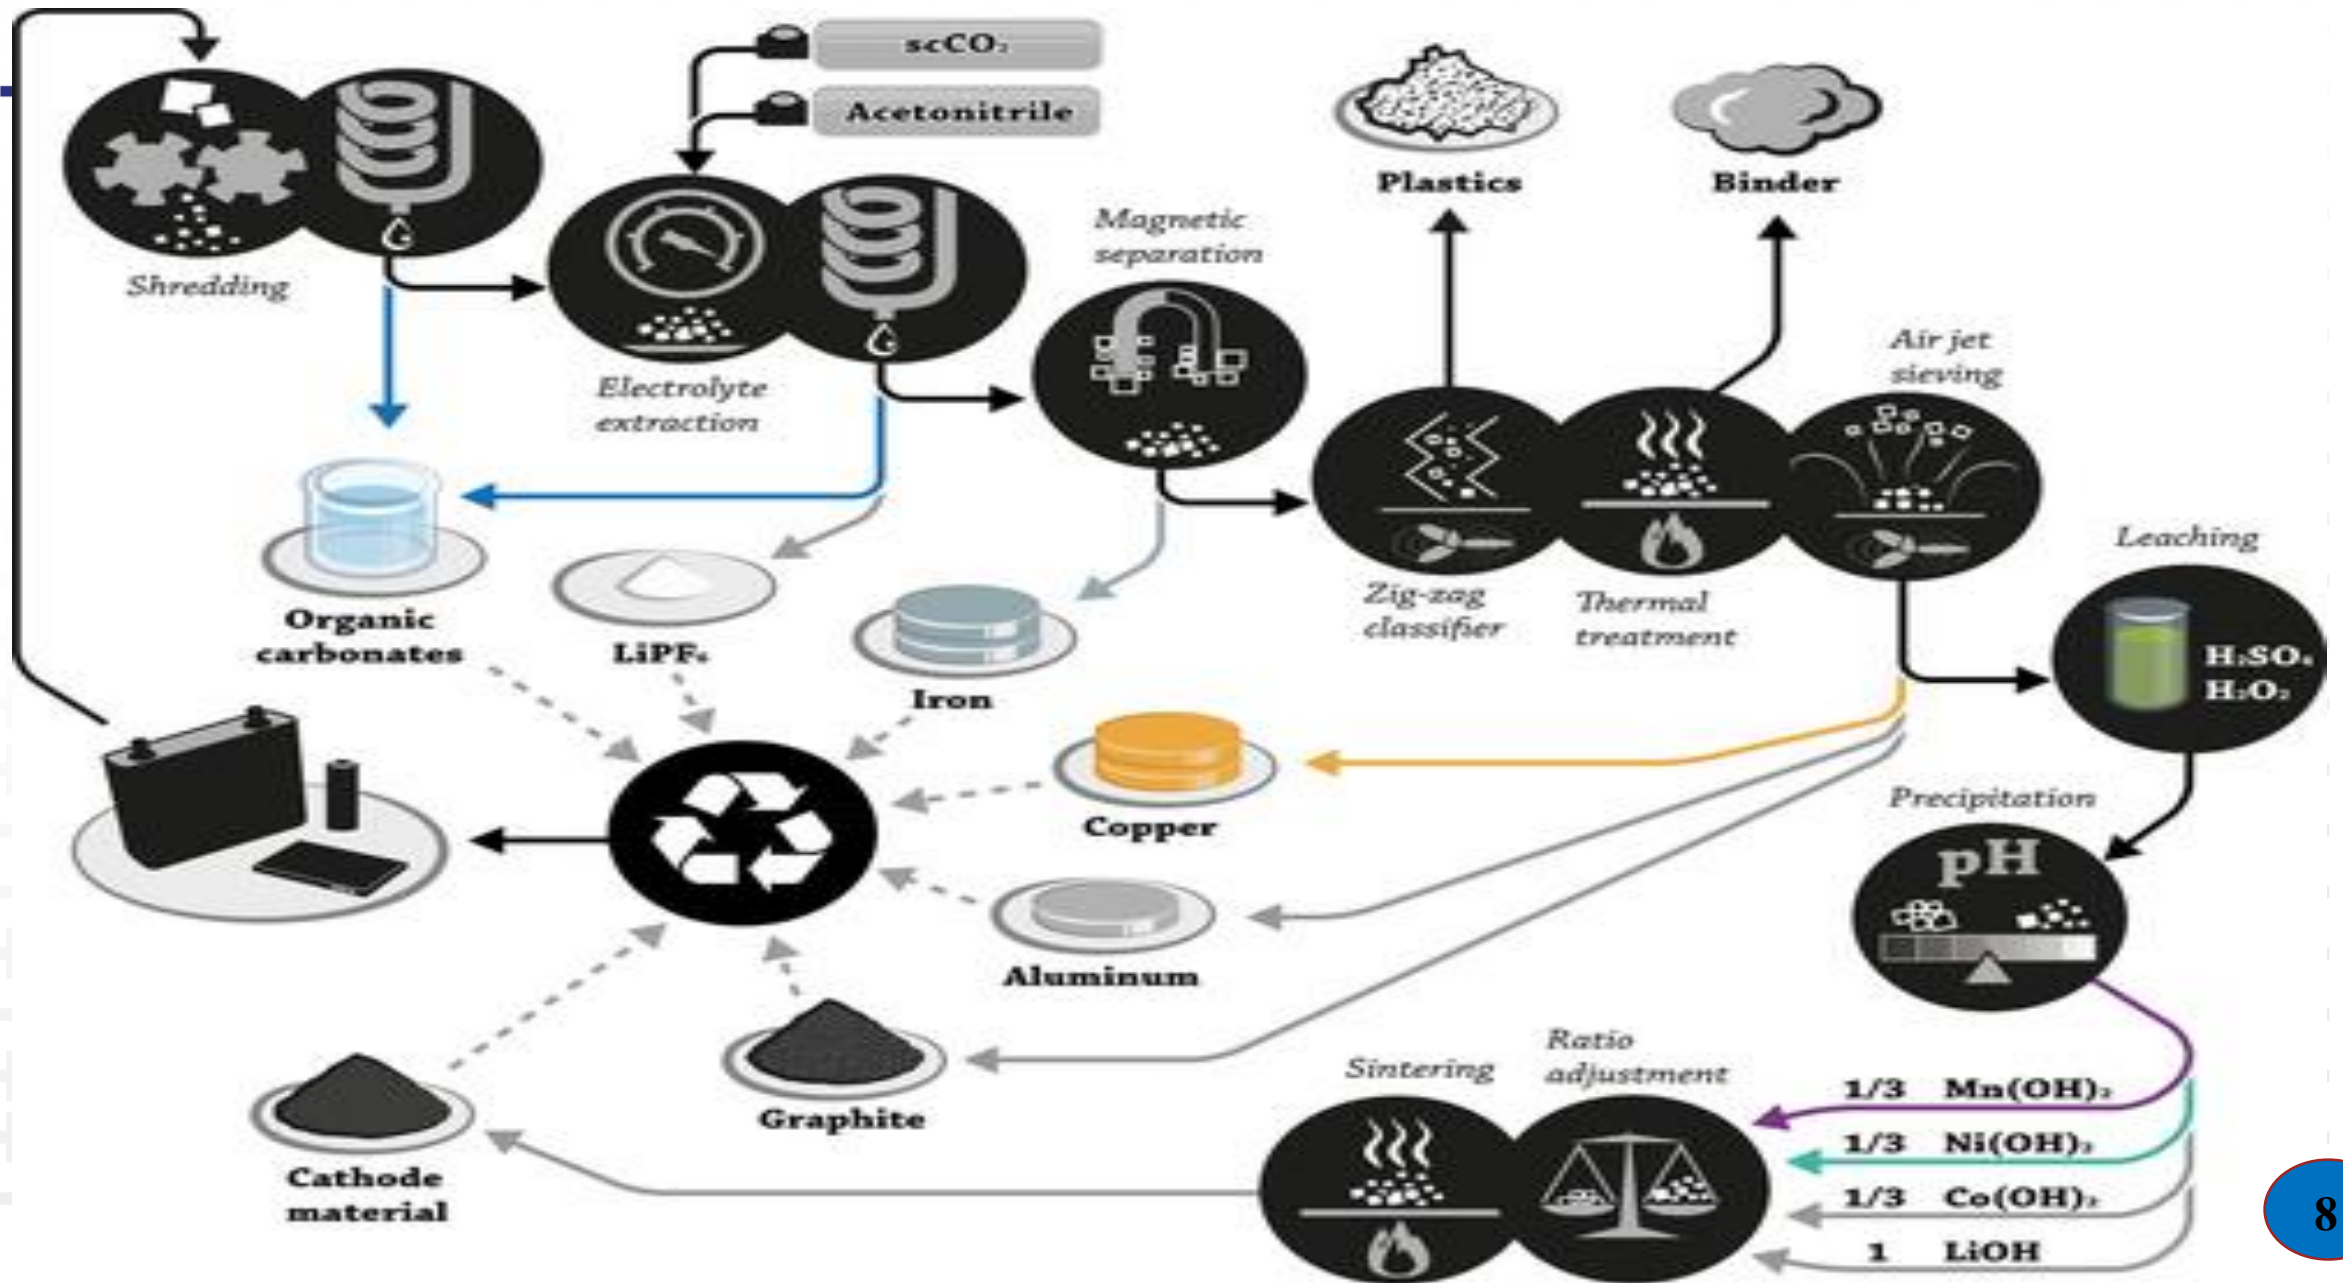 scCO₂
Acetonitrile
Shredding
Electrolyte
extraction
Magnetic
separation
Plastics
Binder
Air jet
sieving
Zig-zag
classifier
Thermal
treatment
Leaching
H₂SO₄
H₂O₂
Organic
carbonates
LiPF₆
Iron
Copper
Aluminum
Graphite
Cathode
material
Precipitation
pH
Sintering
Ratio
adjustment
1/3 Mn(OH)₂
1/3 Ni(OH)₂
1/3 Co(OH)₂
1 LiOH
8